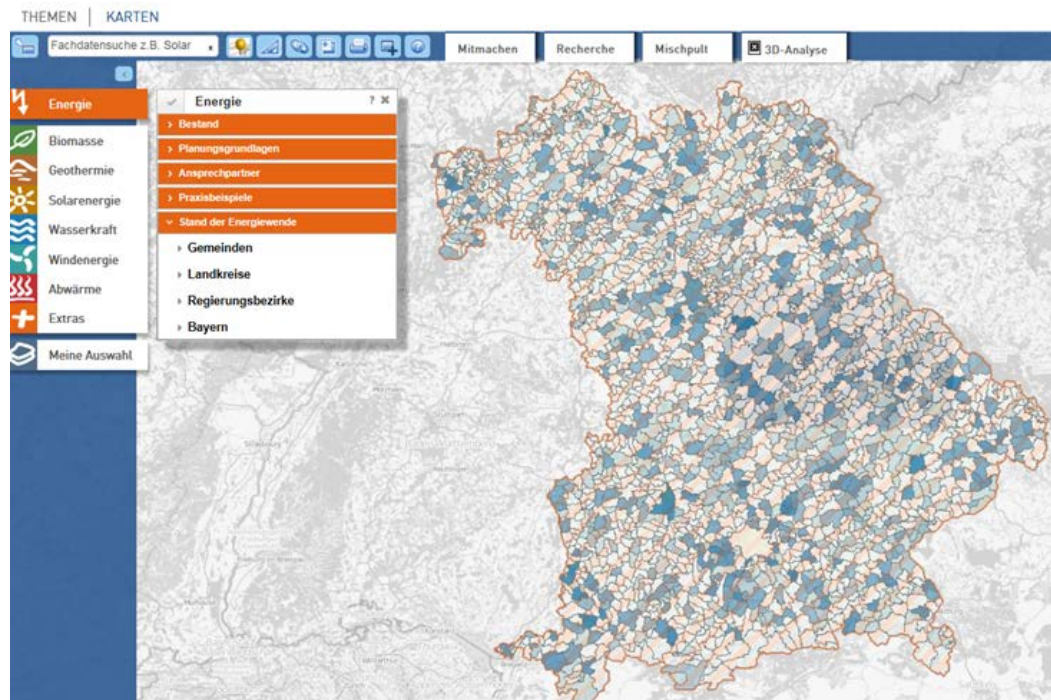 THEMEN | KARTEN
Fachdatensuche z.B. Solar
Mitmachen
Recherche
Mischpult
3D-Analyse
Energie
Biomasse
Geothermie
Solarenergie
Wasserkraft
Windenergie
Abwärme
Extras
Meine Auswahl
Energie
Bestand
Planungsgrundlagen
Ansprechpartner
Praxisbeispiele
Stand der Energiewende
Gemeinden
Landkreise
Regierungsbezirke
Bayern